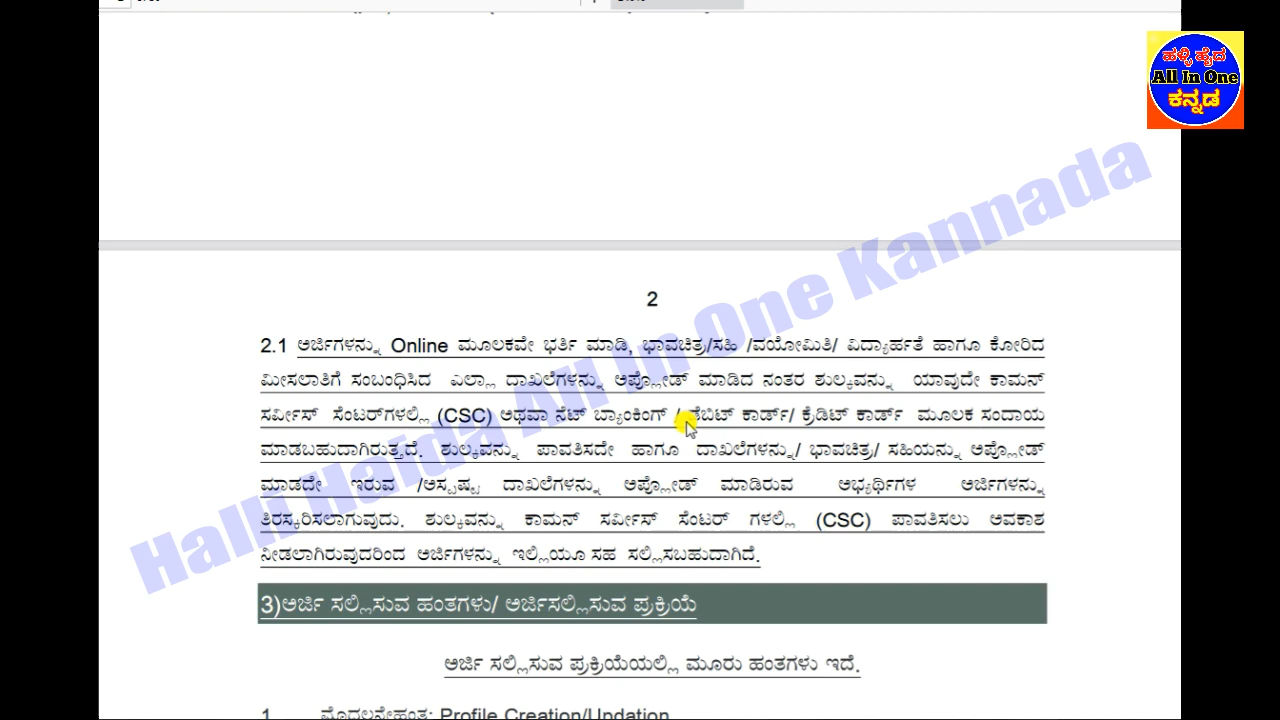 ಹಳ್ಳಿ ಹೈದ
All In One
ಕನ್ನಡ
Halli Haida All In One Kannada
2
2.1 ಅರ್ಜಿಗಳನ್ನು Online ಮೂಲಕವೇ ಭರ್ತಿ ಮಾಡಿ, ಭಾವಚಿತ್ರ/ಸಹಿ /ವಯೋಮಿತಿ/ ವಿದ್ಯಾರ್ಹತೆ ಹಾಗೂ ಕೋರಿದ
ಮೀಸಲಾತಿಗೆ ಸಂಬಂಧಿಸಿದ ಎಲ್ಲಾ ದಾಖಲೆಗಳನ್ನು ಅಪ್ಲೋಡ್ ಮಾಡಿದ ನಂತರ ಶುಲ್ಕವನ್ನು ಯಾವುದೇ ಕಾಮನ್
ಸರ್ವೀಸ್ ಸೆಂಟರ್‌ಗಳಲ್ಲಿ (CSC) ಅಥವಾ ನೆಟ್ ಬ್ಯಾಂಕಿಂಗ್ / ಡೆಬಿಟ್ ಕಾರ್ಡ್/ ಕ್ರೆಡಿಟ್ ಕಾರ್ಡ್ ಮೂಲಕ ಸಂದಾಯ
ಮಾಡಬಹುದಾಗಿರುತ್ತದೆ. ಶುಲ್ಕವನ್ನು ಪಾವತಿಸದೇ ಹಾಗೂ ದಾಖಲೆಗಳನ್ನು/ ಭಾವಚಿತ್ರ/ ಸಹಿಯನ್ನು ಅಪ್ಲೋಡ್
ಮಾಡದೇ ಇರುವ /ಅಸ್ಪಷ್ಟ ದಾಖಲೆಗಳನ್ನು ಅಪ್ಲೋಡ್ ಮಾಡಿರುವ ಅಭ್ಯರ್ಥಿಗಳ ಅರ್ಜಿಗಳನ್ನು
ತಿರಸ್ಕರಿಸಲಾಗುವುದು. ಶುಲ್ಕವನ್ನು ಕಾಮನ್ ಸರ್ವೀಸ್ ಸೆಂಟರ್ ಗಳಲ್ಲಿ (CSC) ಪಾವತಿಸಲು ಅವಕಾಶ
ನೀಡಲಾಗಿರುವುದರಿಂದ ಅರ್ಜಿಗಳನ್ನು ಇಲ್ಲಿಯೂ ಸಹ ಸಲ್ಲಿಸಬಹುದಾಗಿದೆ.
3)ಅರ್ಜಿ ಸಲ್ಲಿಸುವ ಹಂತಗಳು/ ಅರ್ಜಿಸಲ್ಲಿಸುವ ಪ್ರಕ್ರಿಯೆ
ಅರ್ಜಿ ಸಲ್ಲಿಸುವ ಪ್ರಕ್ರಿಯೆಯಲ್ಲಿ ಮೂರು ಹಂತಗಳು ಇದೆ.
1. ಮೊದಲನೇಹಂತ: Profile Creation/Updation